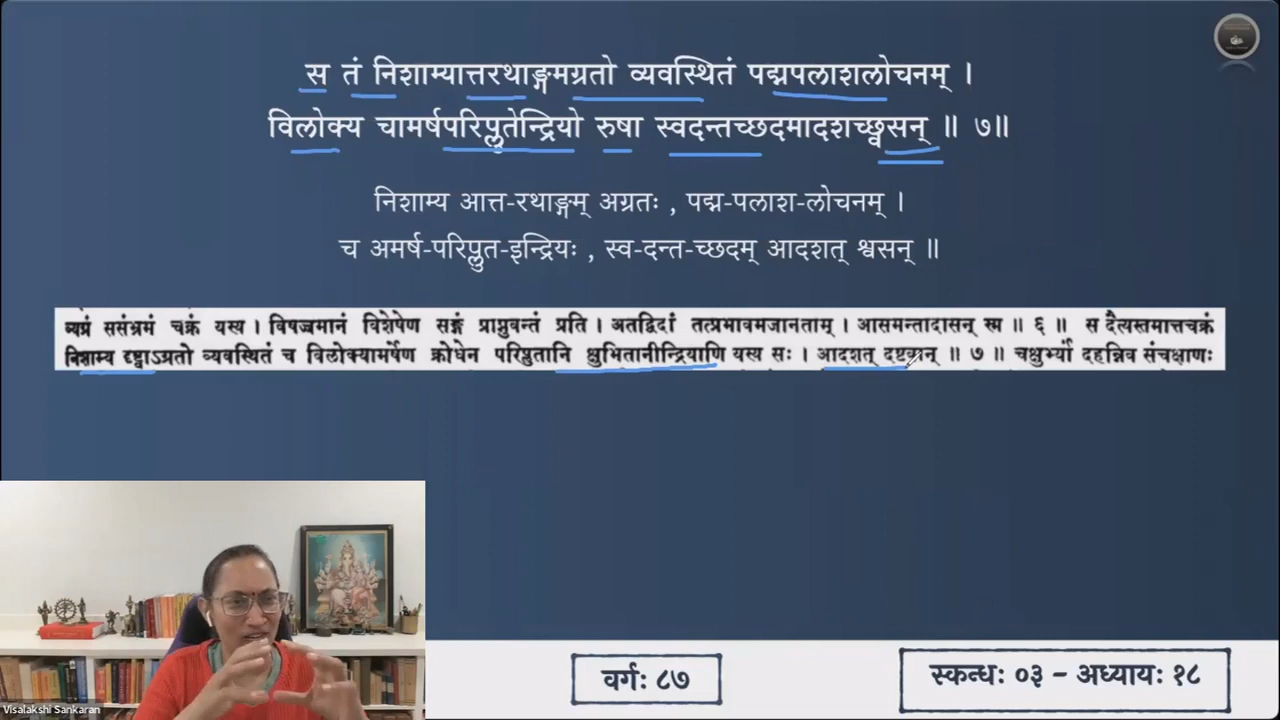 स तं निशाम्यात्तरथाङ्गमग्रतो व्यवस्थितं पद्मपलाशलोचनम् ।
विलोक्य चामर्षपरिप्लुतेन्द्रियो रुषा स्वदन्तच्छदमादशच्छ्वसन् ॥ ७॥
निशाम्य आत्त-रथाङ्गम् अग्रतः , पद्म-पलाश-लोचनम् ।
च अमर्ष-परिप्लुत-इन्द्रियः , स्व-दन्त-च्छदम् आदशत् श्वसन् ॥
व्यग्रं ससंभ्रमं चक्रं यस्य । विषज्जमानं विशेषेण सङ्गं प्राप्नुवन्तं प्रति । अतद्विदां तत्प्रभावमजानताम् । आसमन्तादासन् स्म ॥ ६ ॥ स दैत्यस्तमात्तचक्रं
निशाम्य दृष्ट्वाऽग्रतो व्यवस्थितं च विलोक्यामर्षेण क्रोधेन परिप्लुतानि क्षुभितानीन्द्रियाणि यस्य सः । आदशत् दष्टवान् ॥ ७ ॥ चक्षुर्भ्यां दहन्निव संचक्षाणः
वर्गः ८७
स्कन्धः ०३ – अध्यायः १८
Visalakshi Sankaran